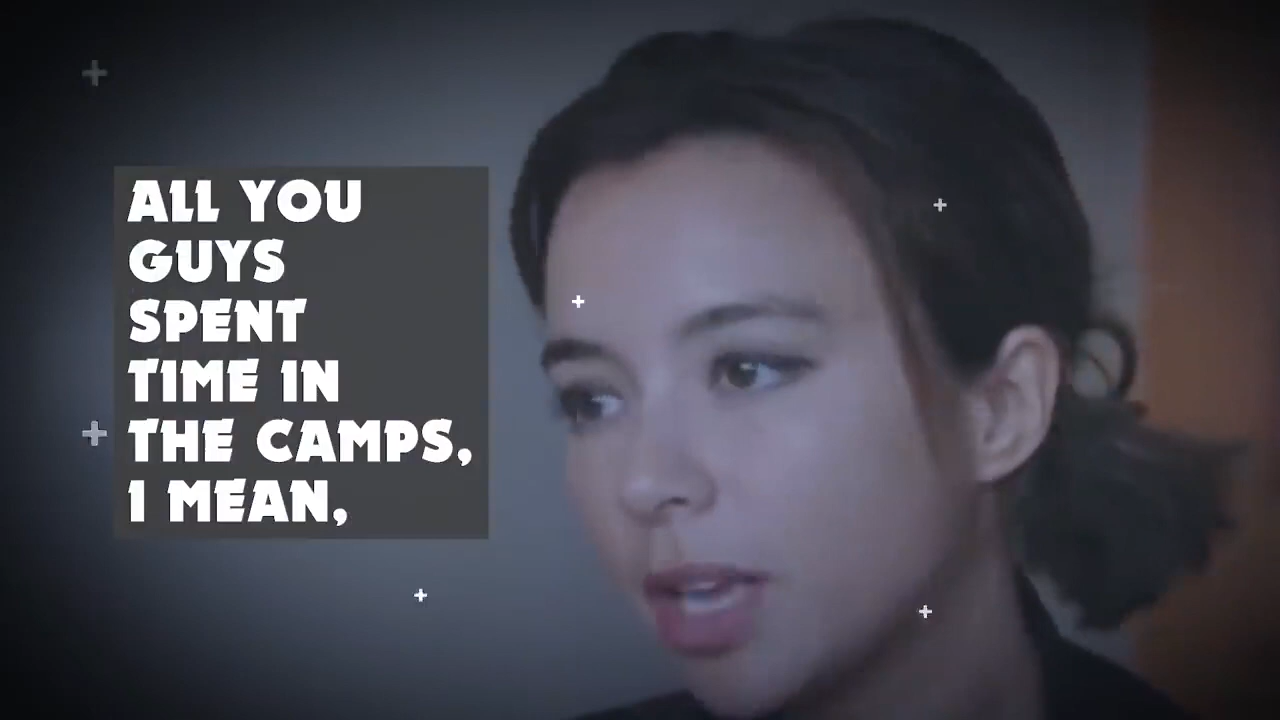 ALL YOU
GUYS
SPENT
TIME IN
THE CAMPS,
I MEAN,